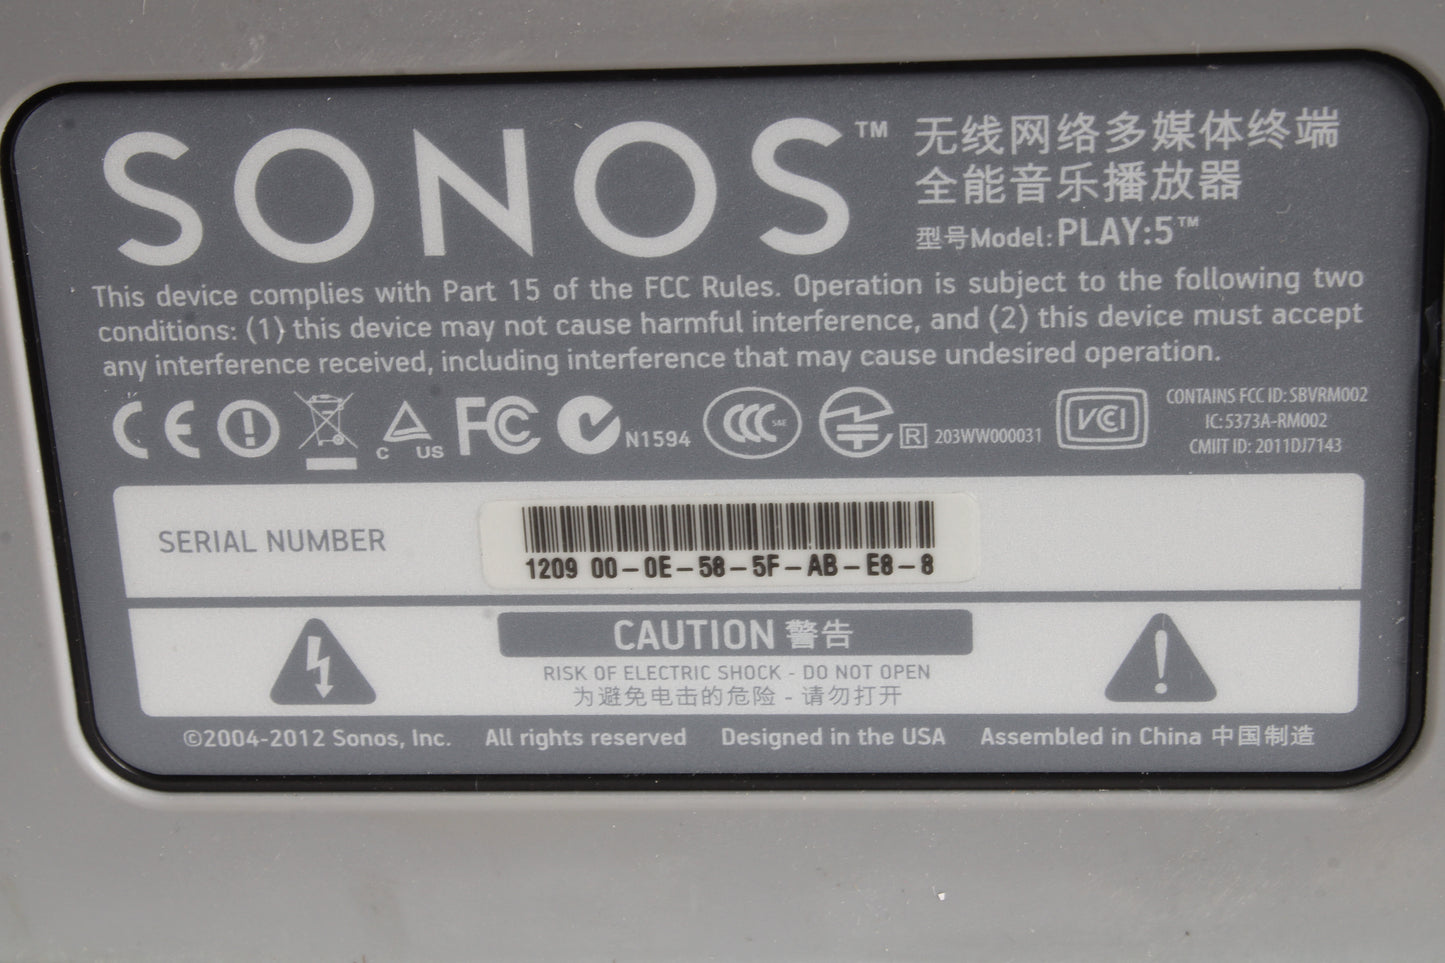 SONOS™
无线网络多媒体终端
全能音乐播放器
型号Model: PLAY:5™
This device complies with Part 15 of the FCC Rules. Operation is subject to the following two
conditions: (1) this device may not cause harmful interference, and (2) this device must accept
any interference received, including interference that may cause undesired operation.
CE C US FC N1594 CCC S&E R 203WW000031 VCI
CONTAINS FCC ID: SBVRM002
IC: 5373A-RM002
CMIIT ID: 2011DJ7143
SERIAL NUMBER
1209 00-0E-58-5F-AB-E8-8
CAUTION 警告
RISK OF ELECTRIC SHOCK - DO NOT OPEN
为避免电击的危险 - 请勿打开
©2004-2012 Sonos, Inc. All rights reserved Designed in the USA Assembled in China 中国制造